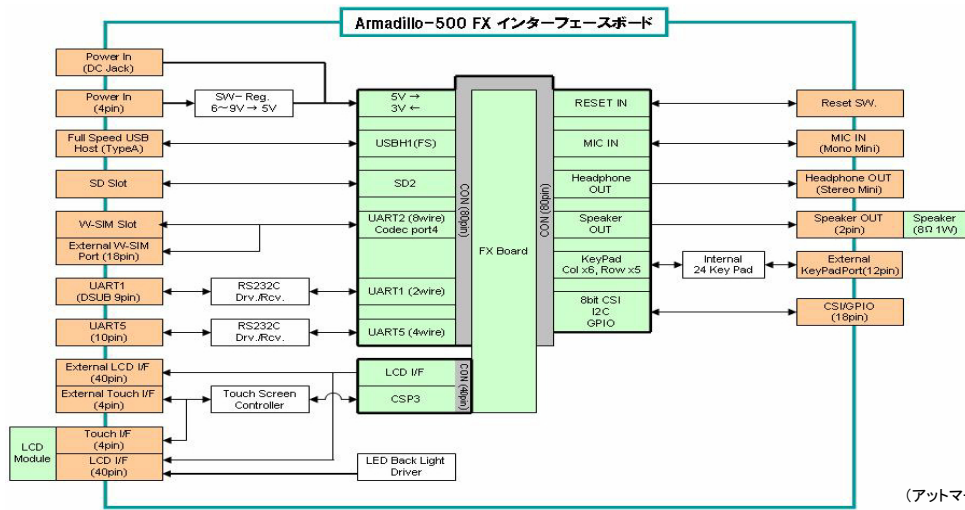 Armadillo-500 FX インターフェースボード
Power In
(DC Jack)
Power In
(4pin)
SW- Reg.
6～9V→ 5V
Full Speed USB
Host (TypeA)
SD Slot
W-SIM Slot
External W-SIM
Port (18pin)
UART1
(DSUB 9pin)
RS232C
Drv./Rcv.
UART5
(10pin)
RS232C
Drv./Rcv.
External LCD I/F
(40pin)
External Touch I/F
(4pin)
Touch Screen
Controller
LCD
Module
Touch I/F
(4pin)
LCD I/F
(40pin)
LED Back Light
Driver
5V →
3V ←
USBH1(FS)
SD2
UART2 (8wire)
Codec port4
UART1 (2wire)
UART5 (4wire)
CON (80pin)
LCD I/F
CSP3
CON (40pin)
FX Board
CON (80pin)
RESET IN
MIC IN
Headphone
OUT
Speaker
OUT
KeyPad
Col x6, Row x5
8bit CSI
I2C
GPIO
Internal
24 Key Pad
Reset SW.
MIC IN
(Mono Mini)
Headphone OUT
(Stereo Mini)
Speaker OUT
(2pin)
Speaker
(8Ω 1W)
External
KeyPadPort(12pin)
CSI/GPIO
(18pin)
(アットマー